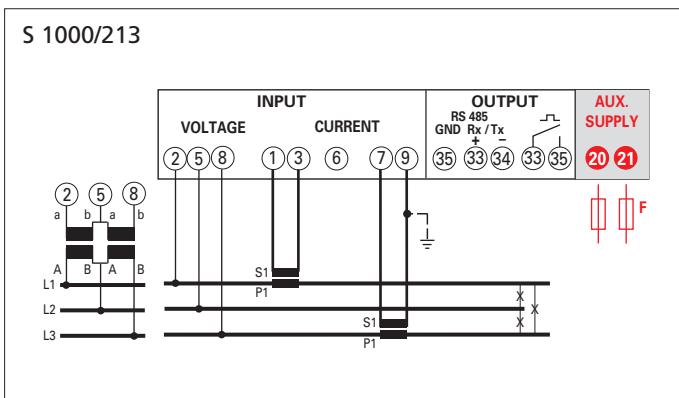 S 1000/213
INPUT
OUTPUT
AUX.
SUPPLY
VOLTAGE
CURRENT
RS 485
GND Rx / Tx
+ −
2 5 8 1 3 6 7 9 35 33 34 33 35 20 21
2 5 8
a b a b
F
A B A B
L1
L2
L3
S1
P1
S1
P1
X
X
X